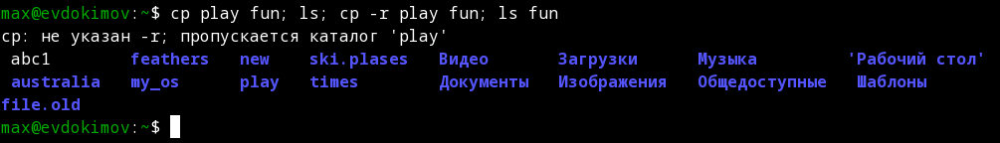 max@evdokimov:~$ cp play fun; ls; cp -r play fun; ls fun
cp: не указан -r; пропускается каталог 'play'
abc1 feathers new ski.plases Видео Загрузки Музыка 'Рабочий стол'
australia my_os play times Документы Изображения Общедоступные Шаблоны
file.old
max@evdokimov:~$